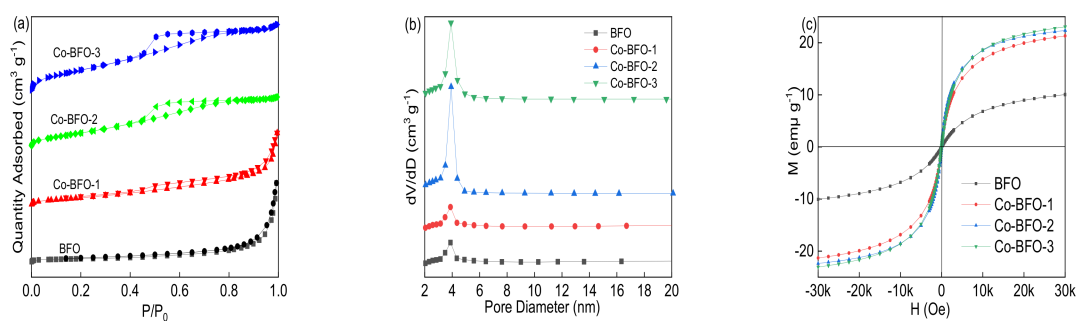 (a)
Quantity Adsorbed (cm³ g⁻¹)
Co-BFO-3
Co-BFO-2
Co-BFO-1
BFO
0.0 0.2 0.4 0.6 0.8 1.0
P/P₀
(b)
dV/dD (cm³ g⁻¹)
BFO
Co-BFO-1
Co-BFO-2
Co-BFO-3
2 4 6 8 10 12 14 16 18 20
Pore Diameter (nm)
(c)
M (emμ g⁻¹)
20
10
0
-10
-20
BFO
Co-BFO-1
Co-BFO-2
Co-BFO-3
-30k -20k -10k 0 10k 20k 30k
H (Oe)